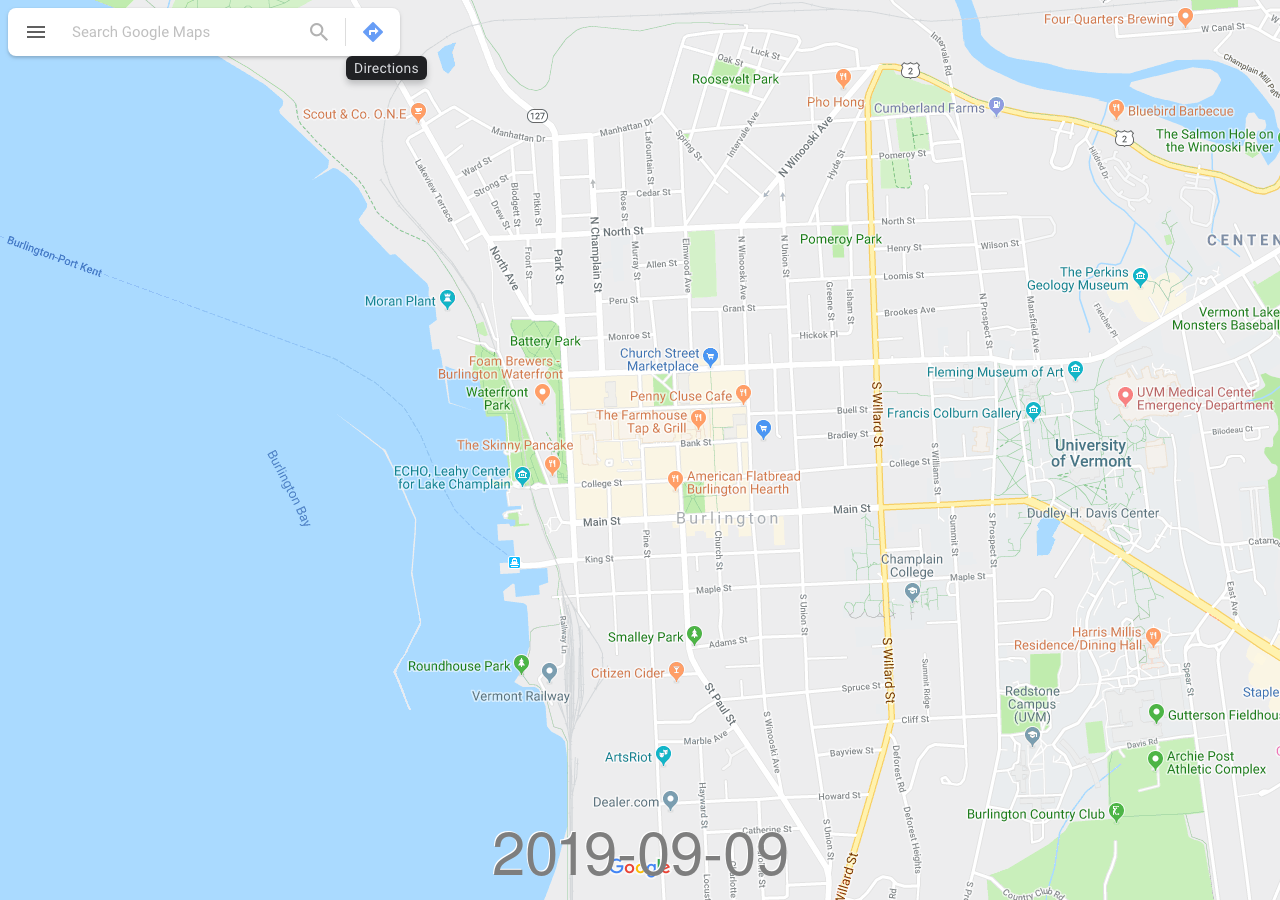 Search Google Maps
Directions
Four Quarters Brewing
W Canal St
Intervale Rd
Champlain Mill Park
Oak St
Luck St
Roosevelt Park
2
Pho Hong
Cumberland Farms
Bluebird Barbecue
Scout & Co. O.N.E
127
Manhattan Dr
Manhattan Dr
Lafountain St
Spring St
Intervale Ave
N Winooski Ave
2
The Salmon Hole on
the Winooski River
Hildred Dr
Hyde St
Pomeroy St
Lakeview Terrace
Ward St
Strong St
Drew St
Blodgett St
Pitkin St
Cedar St
Rose St
N Champlain St
North St
North St
Pomeroy Park
Henry St
Wilson St
CENTEN
Burlington-Port Kent
North Ave
Front St
Park St
Murray St
Allen St
Elmwood Ave
N Winooski Ave
N Union St
Loomis St
The Perkins
Geology Museum
Moran Plant
Peru St
Grant St
Greene St
Isham St
Brookes Ave
N Prospect St
Mansfield Ave
Fletcher Pl
Vermont Lake
Monsters Baseball
Battery Park
Monroe St
Hickok Pl
Church Street
Marketplace
Foam Brewers -
Burlington Waterfront
Fleming Museum of Art
Waterfront
Park
Penny Cluse Cafe
S Willard St
UVM Medical Center
Emergency Department
The Farmhouse
Tap & Grill
Buell St
Francis Colburn Gallery
Bradley St
Bilodeau Ct
The Skinny Pancake
Bank St
University
of Vermont
ECHO, Leahy Center
for Lake Champlain
College St
American Flatbread
Burlington Hearth
College St
S Williams St
Burlington Bay
Main St
Burlington
Main St
Dudley H. Davis Center
Pine St
Church St
Summit St
S Prospect St
King St
Champlain
College
Maple St
Maple St
East Ave
Railway Ln
S Union St
Smalley Park
Adams St
S Willard St
Harris Millis
Residence/Dining Hall
Roundhouse Park
Citizen Cider
Vermont Railway
St Paul St
Spruce St
Summit Ridge
Redstone
Campus
(UVM)
Spear St
Staple
S Winooski Ave
Cliff St
Gutterson Fieldhou
Marble Ave
Davis Rd
ArtsRiot
Bayview St
Deforest Rd
Archie Post
Athletic Complex
Dealer.com
Hayward St
Howard St
Deforest Heights
Burlington Country Club
Catherine St
2019-09-09
Google
Locust
Charlotte
Willard St
Country Club Rd